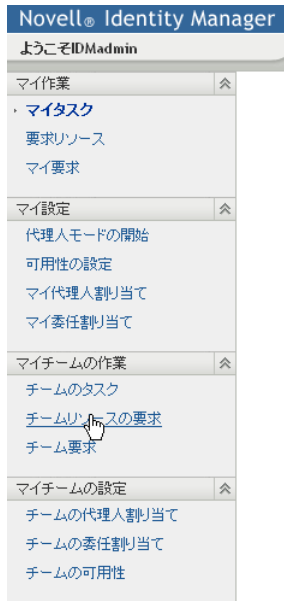 Novell® Identity Manager
ようこそIDMadmin
マイ作業
マイタスク
要求リソース
マイ要求
マイ設定
代理人モードの開始
可用性の設定
マイ代理人割り当て
マイ委任割り当て
マイチームの作業
チームのタスク
チームリソースの要求
チーム要求
マイチームの設定
チームの代理人割り当て
チームの委任割り当て
チームの可用性